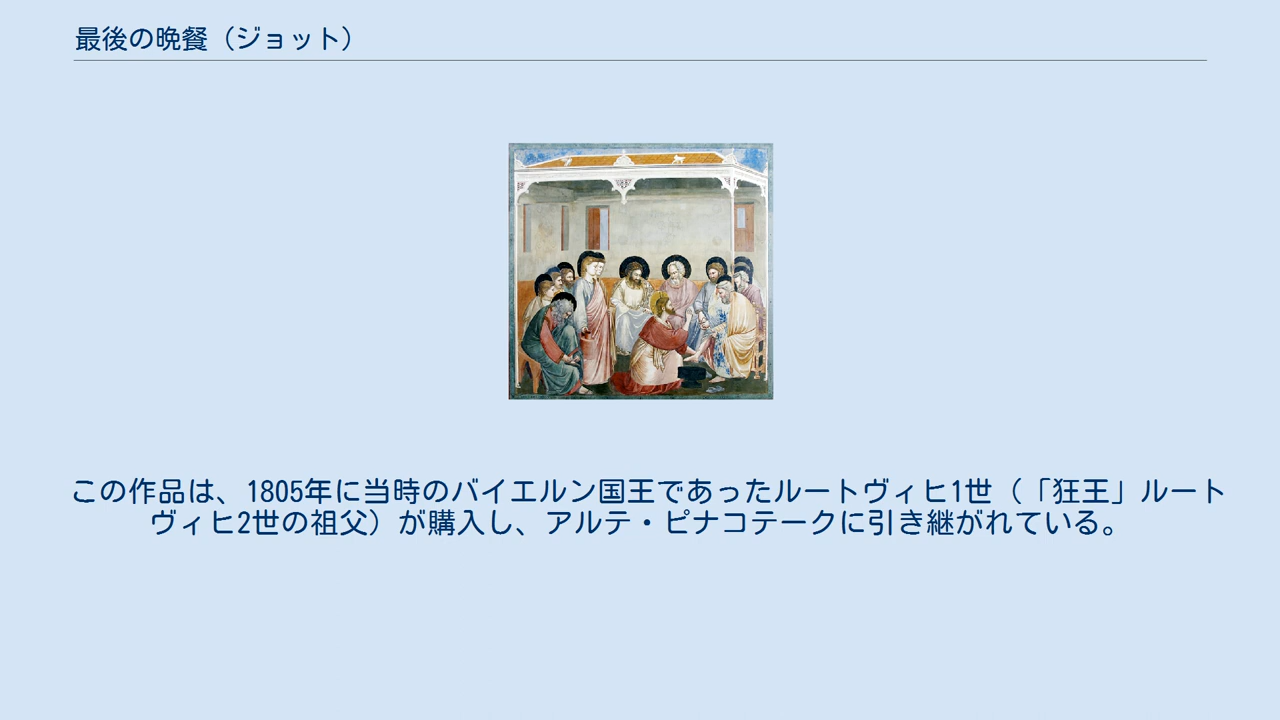 最後の晩餐（ジョット）
この作品は、1805年に当時のバイエルン国王であったルートヴィヒ1世（「狂王」ルート
ヴィヒ2世の祖父）が購入し、アルテ・ピナコテークに引き継がれている。